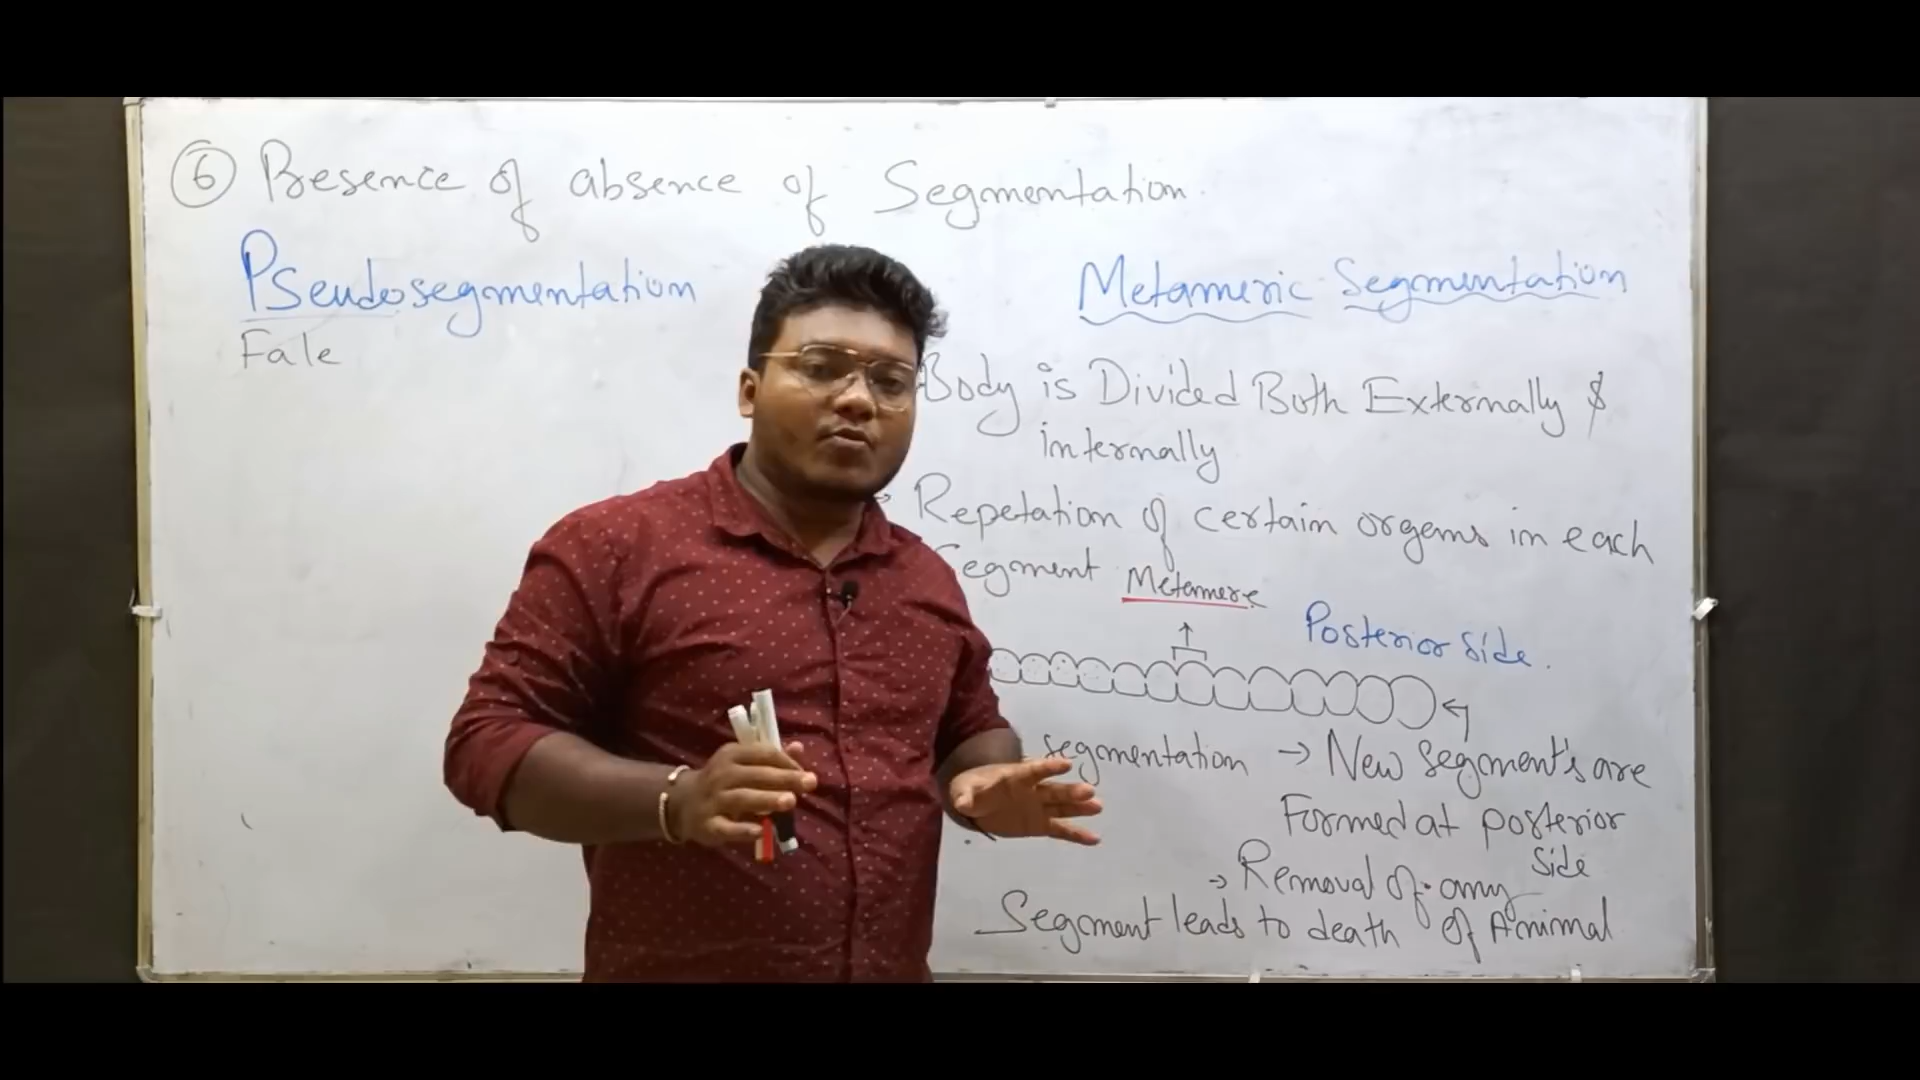 6 Presence of absence of Segmentation
Pseudosegmentation
Fale
Metameric Segmentation
Body is Divided Both Externally &
internally
→ Repetation of certain orgems in each
Segment
Metamere
Posterior side.
segmentation → New segment's are
Formed at posterior
side
→ Removal of any
Segment leads to death of Animal